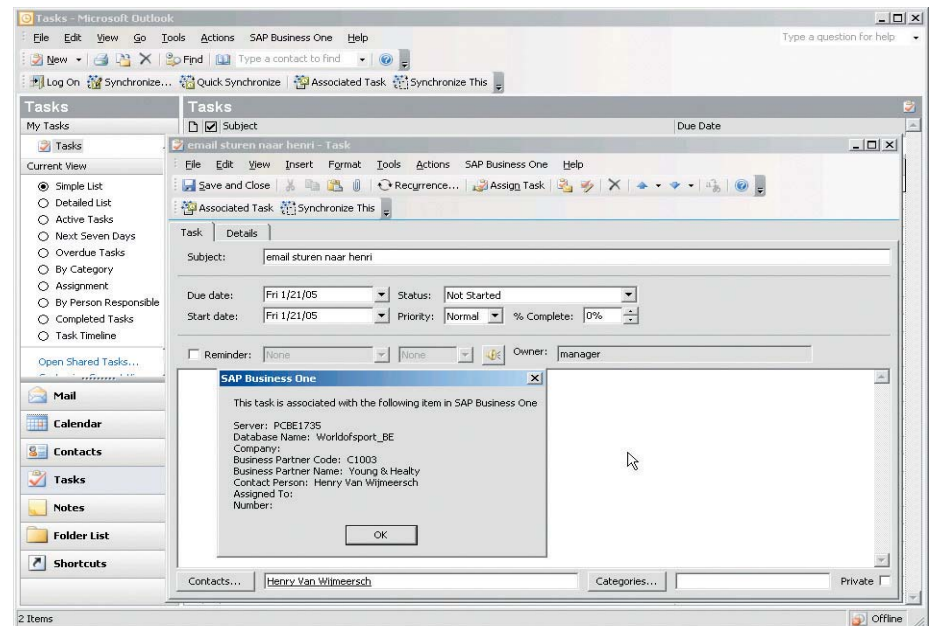 Tasks - Microsoft Outlook
File Edit View Go Tools Actions SAP Business One Help Type a question for help
New Find Type a contact to find
Log On Synchronize... Quick Synchronize Associated Task Synchronize This
Tasks
My Tasks
Tasks
Current View
Simple List
Detailed List
Active Tasks
Next Seven Days
Overdue Tasks
By Category
Assignment
By Person Responsible
Completed Tasks
Task Timeline
Open Shared Tasks...
Mail
Calendar
Contacts
Tasks
Notes
Folder List
Shortcuts
Tasks
Subject Due Date
email sturen naar henri - Task
File Edit View Insert Format Tools Actions SAP Business One Help
Save and Close Recurrence... Assign Task
Associated Task Synchronize This
Task Details
Subject: email sturen naar henri
Due date: Fri 1/21/05 Status: Not Started
Start date: Fri 1/21/05 Priority: Normal % Complete: 0%
Reminder: None None Owner: manager
SAP Business One
This task is associated with the following item in SAP Business One
Server: PCBE1735
Database Name: Worldofsport_BE
Company:
Business Partner Code: C1003
Business Partner Name: Young & Healty
Contact Person: Henry Van Wijmeersch
Assigned To:
Number:
OK
Contacts... Henry Van Wijmeersch Categories... Private
2 Items Offline